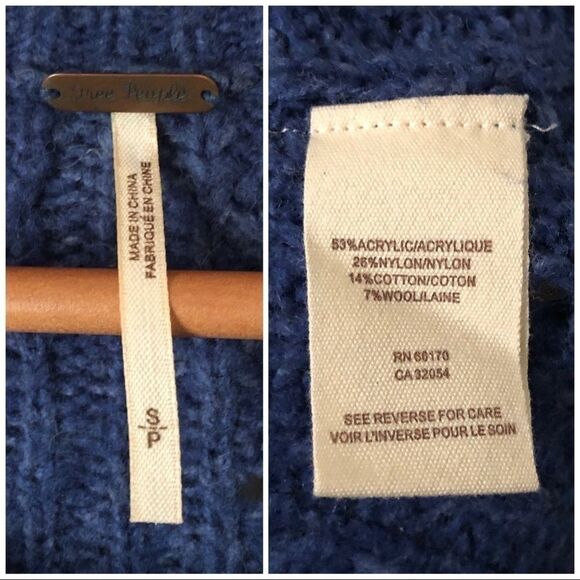 Free People
MADE IN CHINA
FABRIQUÉ EN CHINE
S/P
53%ACRYLIC/ACRYLIQUE
26%NYLON/NYLON
14%COTTON/COTON
7%WOOL/LAINE
RN 66170
CA 32054
SEE REVERSE FOR CARE
VOIR L'INVERSE POUR LE SOIN